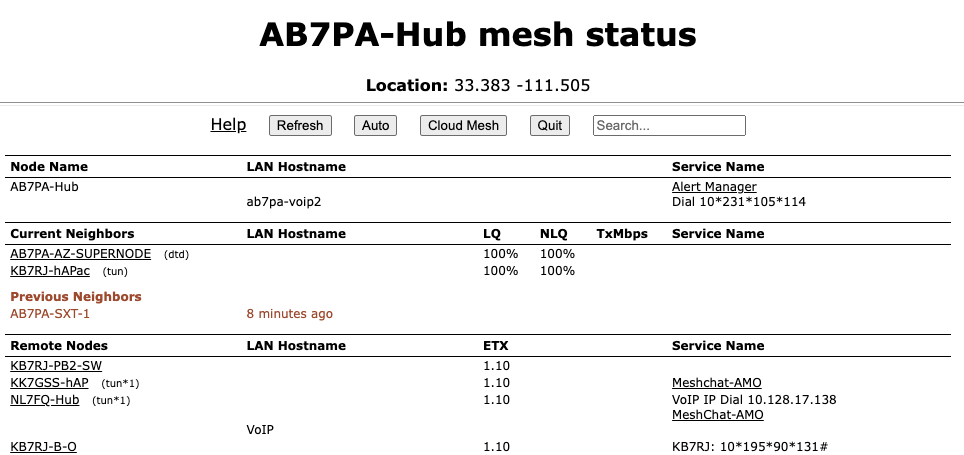 AB7PA-Hub mesh status
Location: 33.383 -111.505
Help Refresh Auto Cloud Mesh Quit Search...
Node Name LAN Hostname Service Name
AB7PA-Hub Alert Manager
ab7pa-voip2 Dial 10*231*105*114
Current Neighbors LAN Hostname LQ NLQ TxMbps Service Name
AB7PA-AZ-SUPERNODE (dtd) 100% 100%
KB7RJ-hAPac (tun) 100% 100%
Previous Neighbors
AB7PA-SXT-1 8 minutes ago
Remote Nodes LAN Hostname ETX Service Name
KB7RJ-PB2-SW 1.10
KK7GSS-hAP (tun*1) 1.10 Meshchat-AMO
NL7FQ-Hub (tun*1) 1.10 VoIP IP Dial 10.128.17.138
MeshChat-AMO
VoIP
KB7RJ-B-O 1.10 KB7RJ: 10*195*90*131#